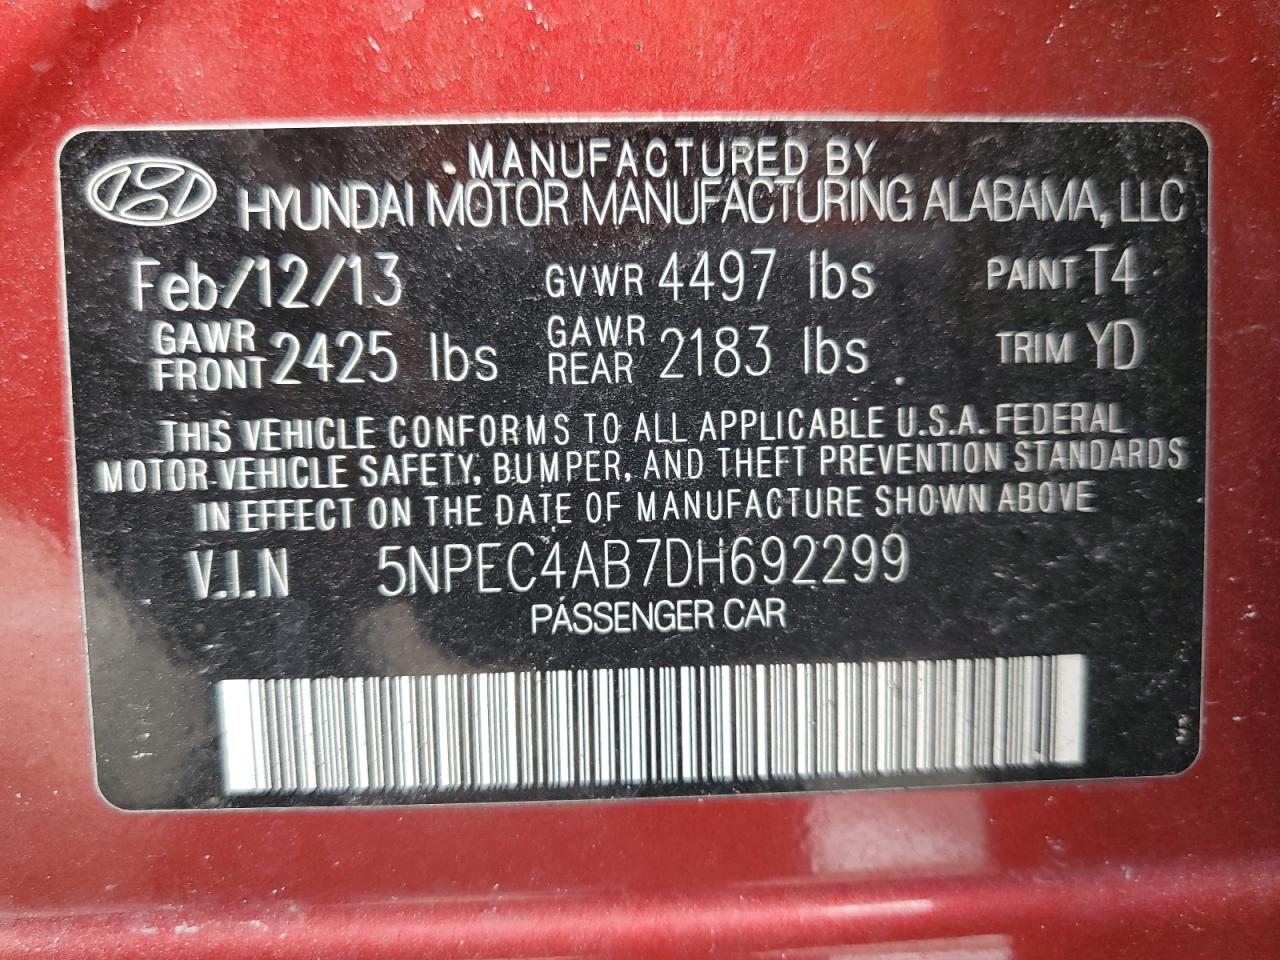 MANUFACTURED BY
HYUNDAI MOTOR MANUFACTURING ALABAMA, LLC
Feb/12/13 GVWR 4497 lbs PAINT T4
GAWR FRONT 2425 lbs GAWR REAR 2183 lbs TRIM YD
THIS VEHICLE CONFORMS TO ALL APPLICABLE U.S.A. FEDERAL
MOTOR VEHICLE SAFETY, BUMPER, AND THEFT PREVENTION STANDARDS
IN EFFECT ON THE DATE OF MANUFACTURE SHOWN ABOVE
V.I.N 5NPEC4AB7DH692299
PASSENGER CAR